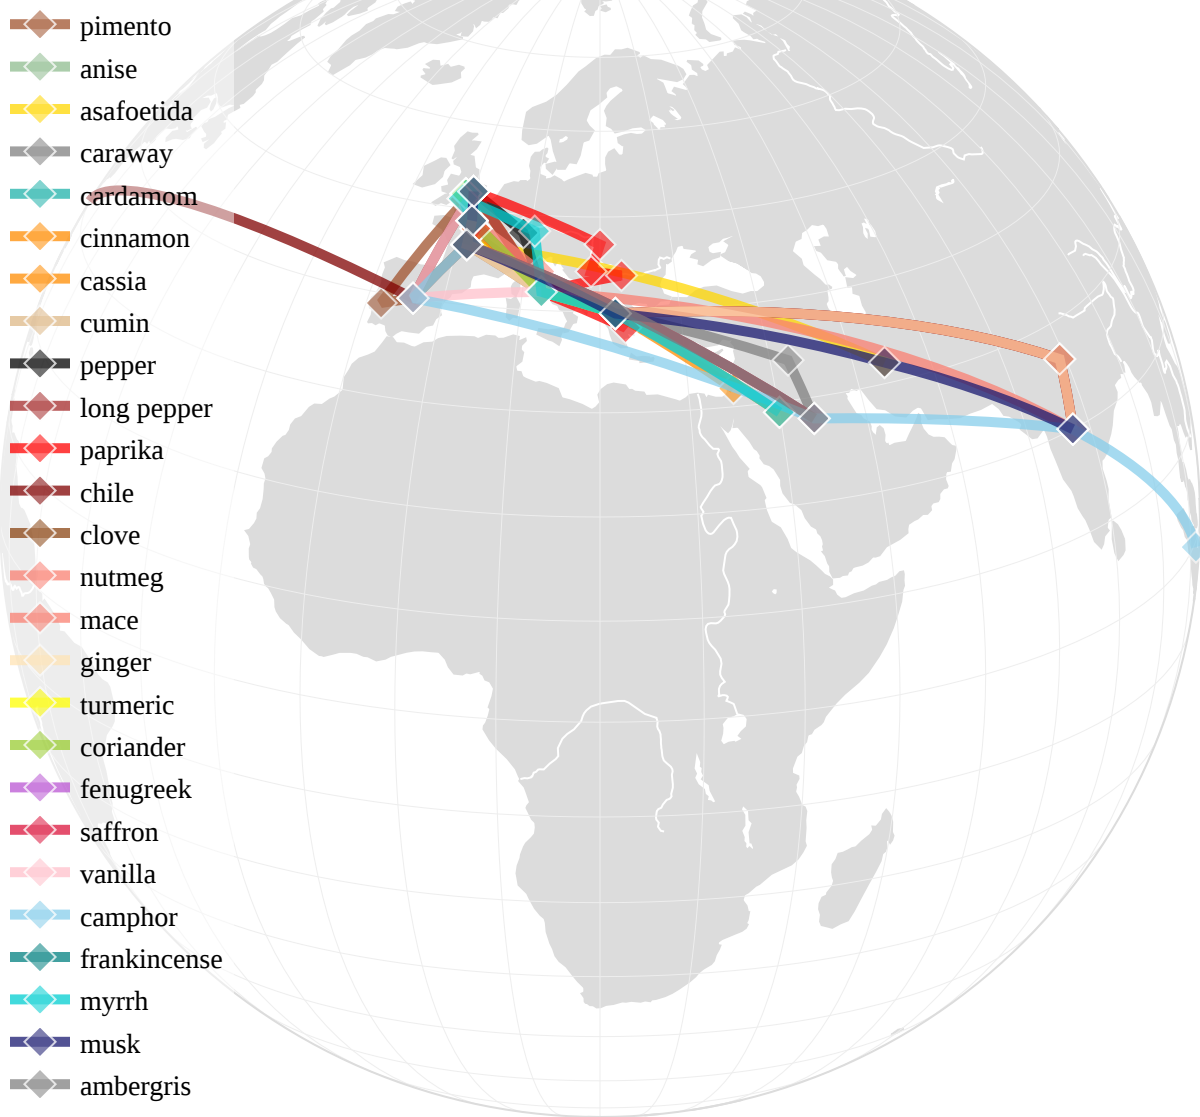 pimento
anise
asafoetida
caraway
cardamom
cinnamon
cassia
cumin
pepper
long pepper
paprika
chile
clove
nutmeg
mace
ginger
turmeric
coriander
fenugreek
saffron
vanilla
camphor
frankincense
myrrh
musk
ambergris